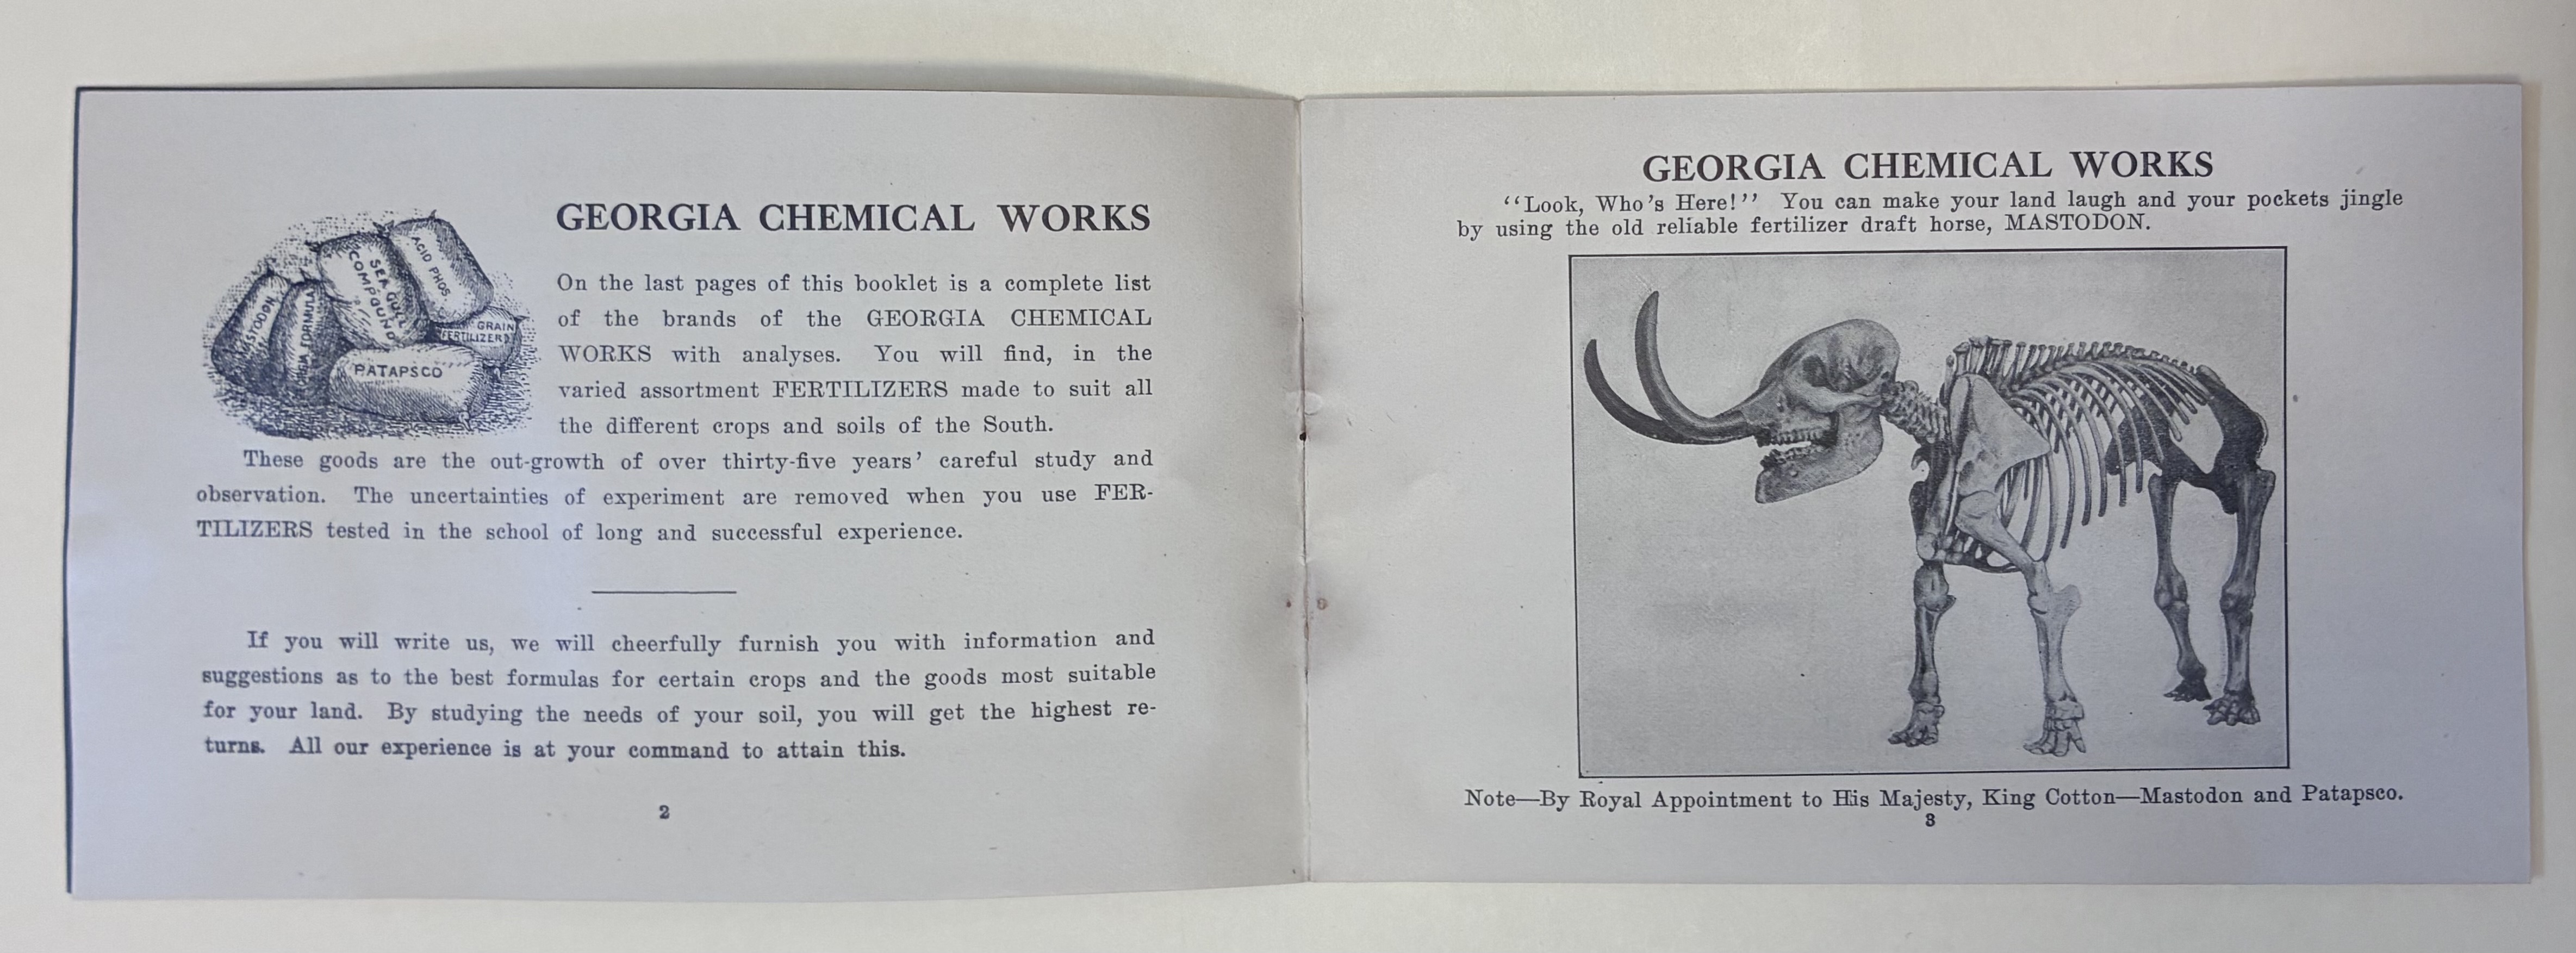 MASTODON
FORMULA
SEA GULL
COMPOUND
ACID PHOS.
GRAIN
FERTILIZER
PATAPSCO
GEORGIA CHEMICAL WORKS
On the last pages of this booklet is a complete list
of the brands of the GEORGIA CHEMICAL
WORKS with analyses. You will find, in the
varied assortment FERTILIZERS made to suit all
the different crops and soils of the South.
These goods are the out-growth of over thirty-five years' careful study and
observation. The uncertainties of experiment are removed when you use FER-
TILIZERS tested in the school of long and successful experience.
If you will write us, we will cheerfully furnish you with information and
suggestions as to the best formulas for certain crops and the goods most suitable
for your land. By studying the needs of your soil, you will get the highest re-
turns. All our experience is at your command to attain this.
2
GEORGIA CHEMICAL WORKS
"Look, Who's Here!" You can make your land laugh and your pockets jingle
by using the old reliable fertilizer draft horse, MASTODON.
Note—By Royal Appointment to His Majesty, King Cotton—Mastodon and Patapsco.
3